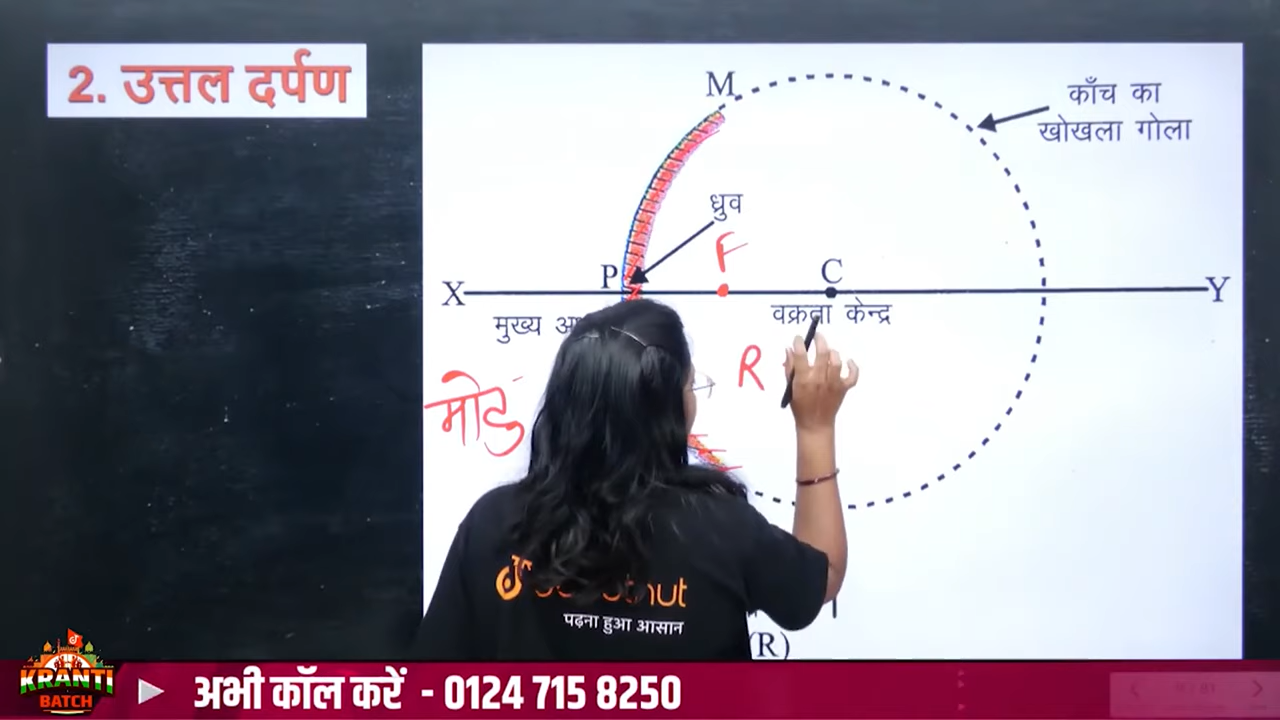 2. उत्तल दर्पण
M
काँच का
खोखला गोला
ध्रुव
F
P
C
X
Y
वक्रता केन्द्र
मुख्य
R
मोटु
पढ़ना हुआ आसान
(R)
KRANTI
BATCH
अभी कॉल करें - 0124 715 8250